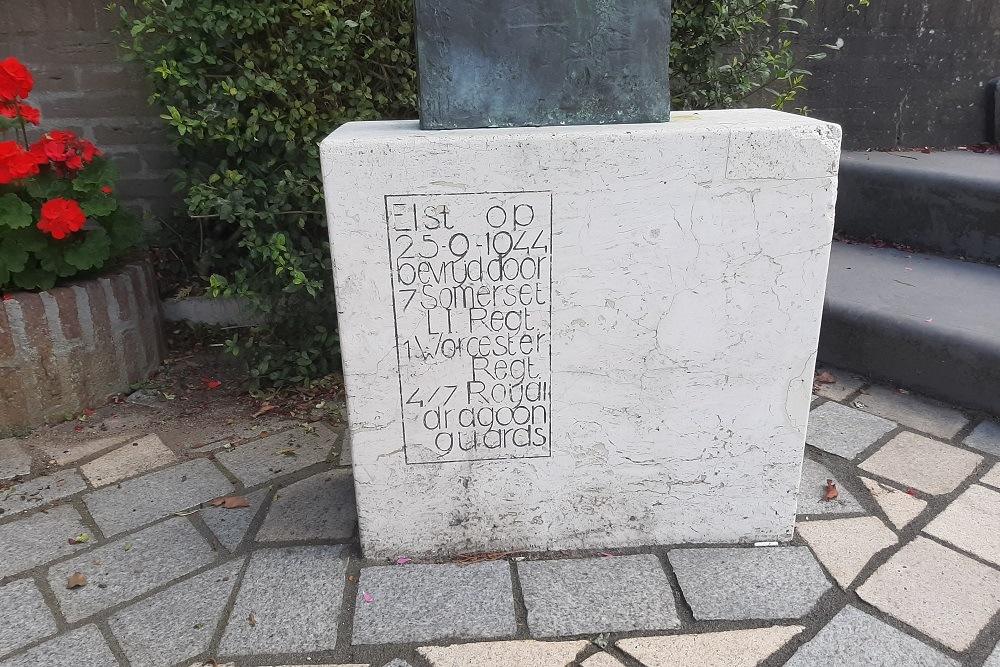 Elst op
25-9-1944
bevrijd door
7 Somerset
L.I. Regt.
1 Worcester
Regt.
4/7 Royal
dragoon
guards